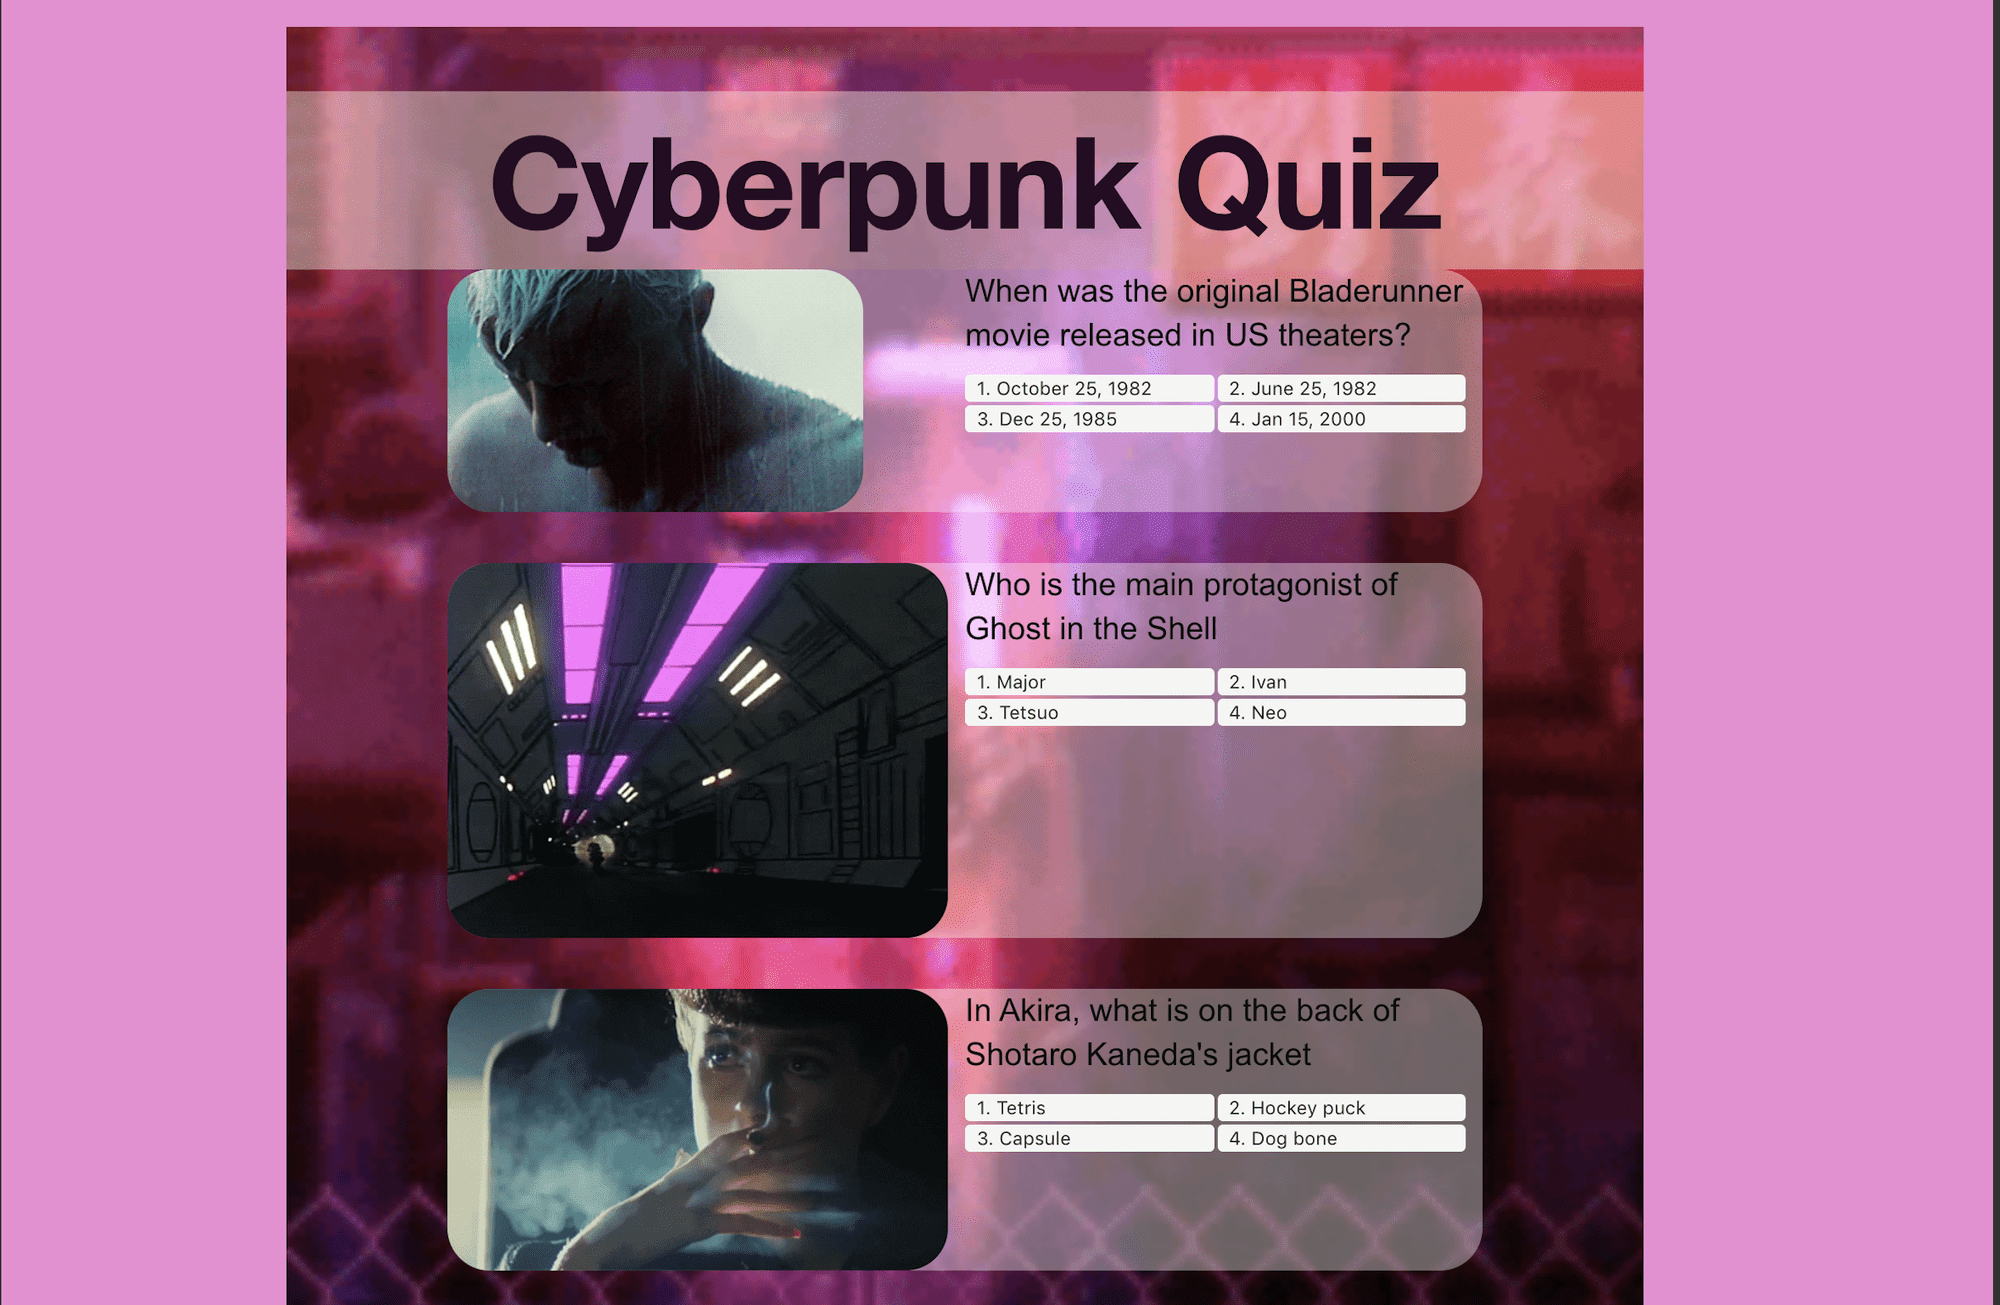 Cyberpunk Quiz
When was the original Bladerunner
movie released in US theaters?
1. October 25, 1982
2. June 25, 1982
3. Dec 25, 1985
4. Jan 15, 2000
Who is the main protagonist of
Ghost in the Shell
1. Major
2. Ivan
3. Tetsuo
4. Neo
In Akira, what is on the back of
Shotaro Kaneda's jacket
1. Tetris
2. Hockey puck
3. Capsule
4. Dog bone